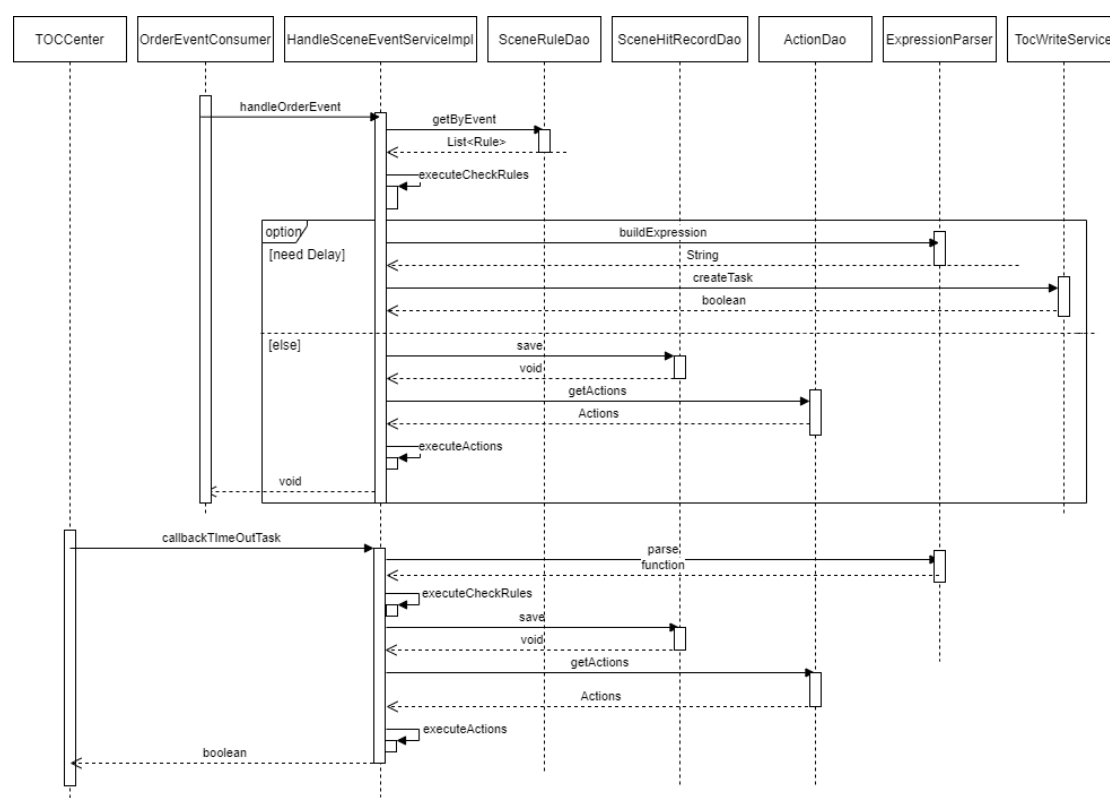 TOCCenter
OrderEventConsumer
HandleSceneEventServiceImpl
SceneRuleDao
SceneHitRecordDao
ActionDao
ExpressionParser
TocWriteService
handleOrderEvent
getByEvent
List<Rule>
executeCheckRules
option
buildExpression
[need Delay]
String
createTask
boolean
[else]
save
void
getActions
Actions
executeActions
void
callbackTImeOutTask
parse
function
executeCheckRules
save
void
getActions
Actions
executeActions
boolean